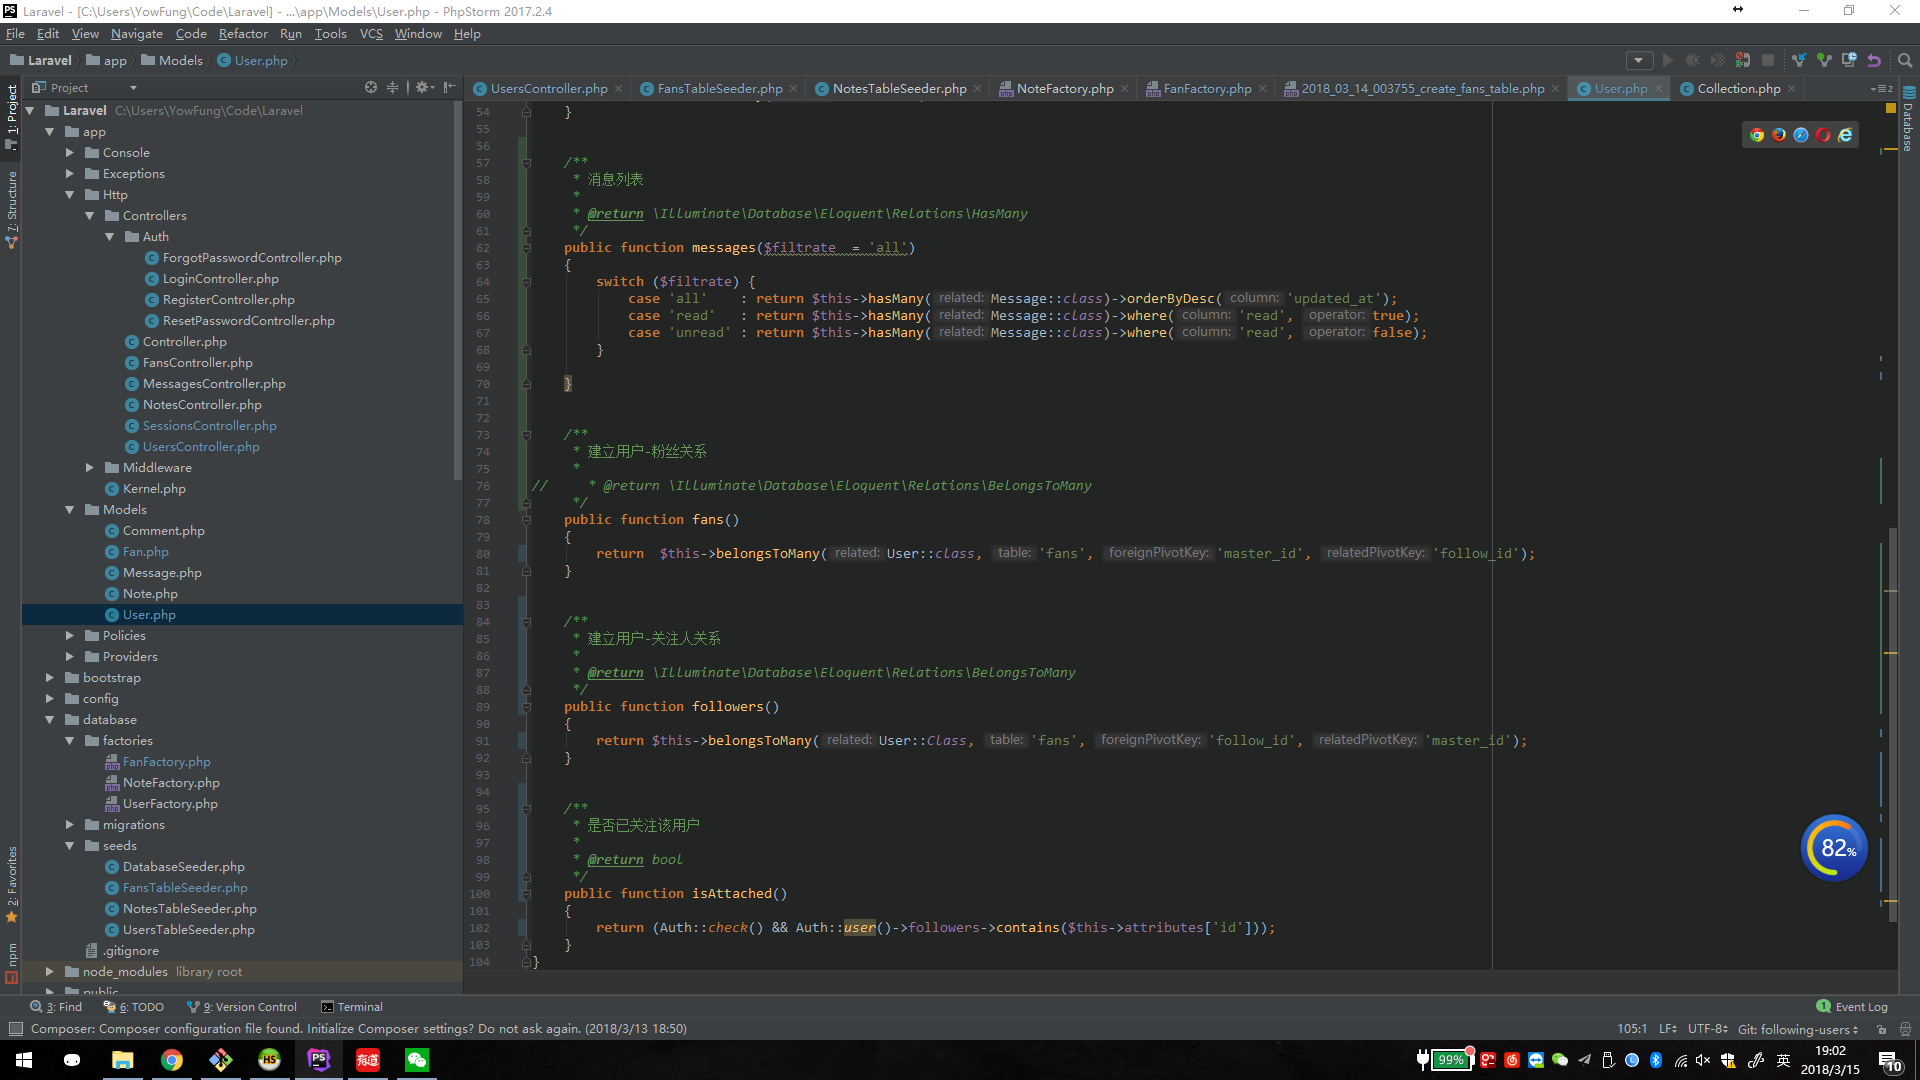 Laravel - [C:\Users\YowFung\Code\Laravel] - ...\app\Models\User.php - PhpStorm 2017.2.4
File Edit View Navigate Code Refactor Run Tools VCS Window Help
Laravel app Models User.php
Project
UsersController.php FansTableSeeder.php NotesTableSeeder.php NoteFactory.php FanFactory.php 2018_03_14_003755_create_fans_table.php User.php Collection.php
1: Project
7: Structure
2: Favorites
npm
Database
Laravel C:\Users\YowFung\Code\Laravel
app
Console
Exceptions
Http
Controllers
Auth
ForgotPasswordController.php
LoginController.php
RegisterController.php
ResetPasswordController.php
Controller.php
FansController.php
MessagesController.php
NotesController.php
SessionsController.php
UsersController.php
Middleware
Kernel.php
Models
Comment.php
Fan.php
Message.php
Note.php
User.php
Policies
Providers
bootstrap
config
database
factories
FanFactory.php
NoteFactory.php
UserFactory.php
migrations
seeds
DatabaseSeeder.php
FansTableSeeder.php
NotesTableSeeder.php
UsersTableSeeder.php
.gitignore
node_modules library root
public
54 }
55
56
57 /**
58 * 消息列表
59 *
60 * @return \Illuminate\Database\Eloquent\Relations\HasMany
61 */
62 public function messages($filtrate = 'all')
63 {
64 switch ($filtrate) {
65 case 'all' : return $this->hasMany( related: Message::class)->orderByDesc( column: 'updated_at');
66 case 'read' : return $this->hasMany( related: Message::class)->where( column: 'read', operator: true);
67 case 'unread' : return $this->hasMany( related: Message::class)->where( column: 'read', operator: false);
68 }
69
70 }
71
72
73 /**
74 * 建立用户-粉丝关系
75 *
76 // * @return \Illuminate\Database\Eloquent\Relations\BelongsToMany
77 */
78 public function fans()
79 {
80 return $this->belongsToMany( related: User::class, table: 'fans', foreignPivotKey: 'master_id', relatedPivotKey: 'follow_id');
81 }
82
83
84 /**
85 * 建立用户-关注人关系
86 *
87 * @return \Illuminate\Database\Eloquent\Relations\BelongsToMany
88 */
89 public function followers()
90 {
91 return $this->belongsToMany( related: User::Class, table: 'fans', foreignPivotKey: 'follow_id', relatedPivotKey: 'master_id');
92 }
93
94
95 /**
96 * 是否已关注该用户
97 *
98 * @return bool
99 */
100 public function isAttached()
101 {
102 return (Auth::check() && Auth::user()->followers->contains($this->attributes['id']));
103 }
104 }
82%
3: Find 6: TODO 9: Version Control Terminal 1 Event Log
Composer: Composer configuration file found. Initialize Composer settings? Do not ask again. (2018/3/13 18:50) 105:1 LF UTF-8 Git: following-users
HS PS 有道 99% 英
19:02
2018/3/15
10